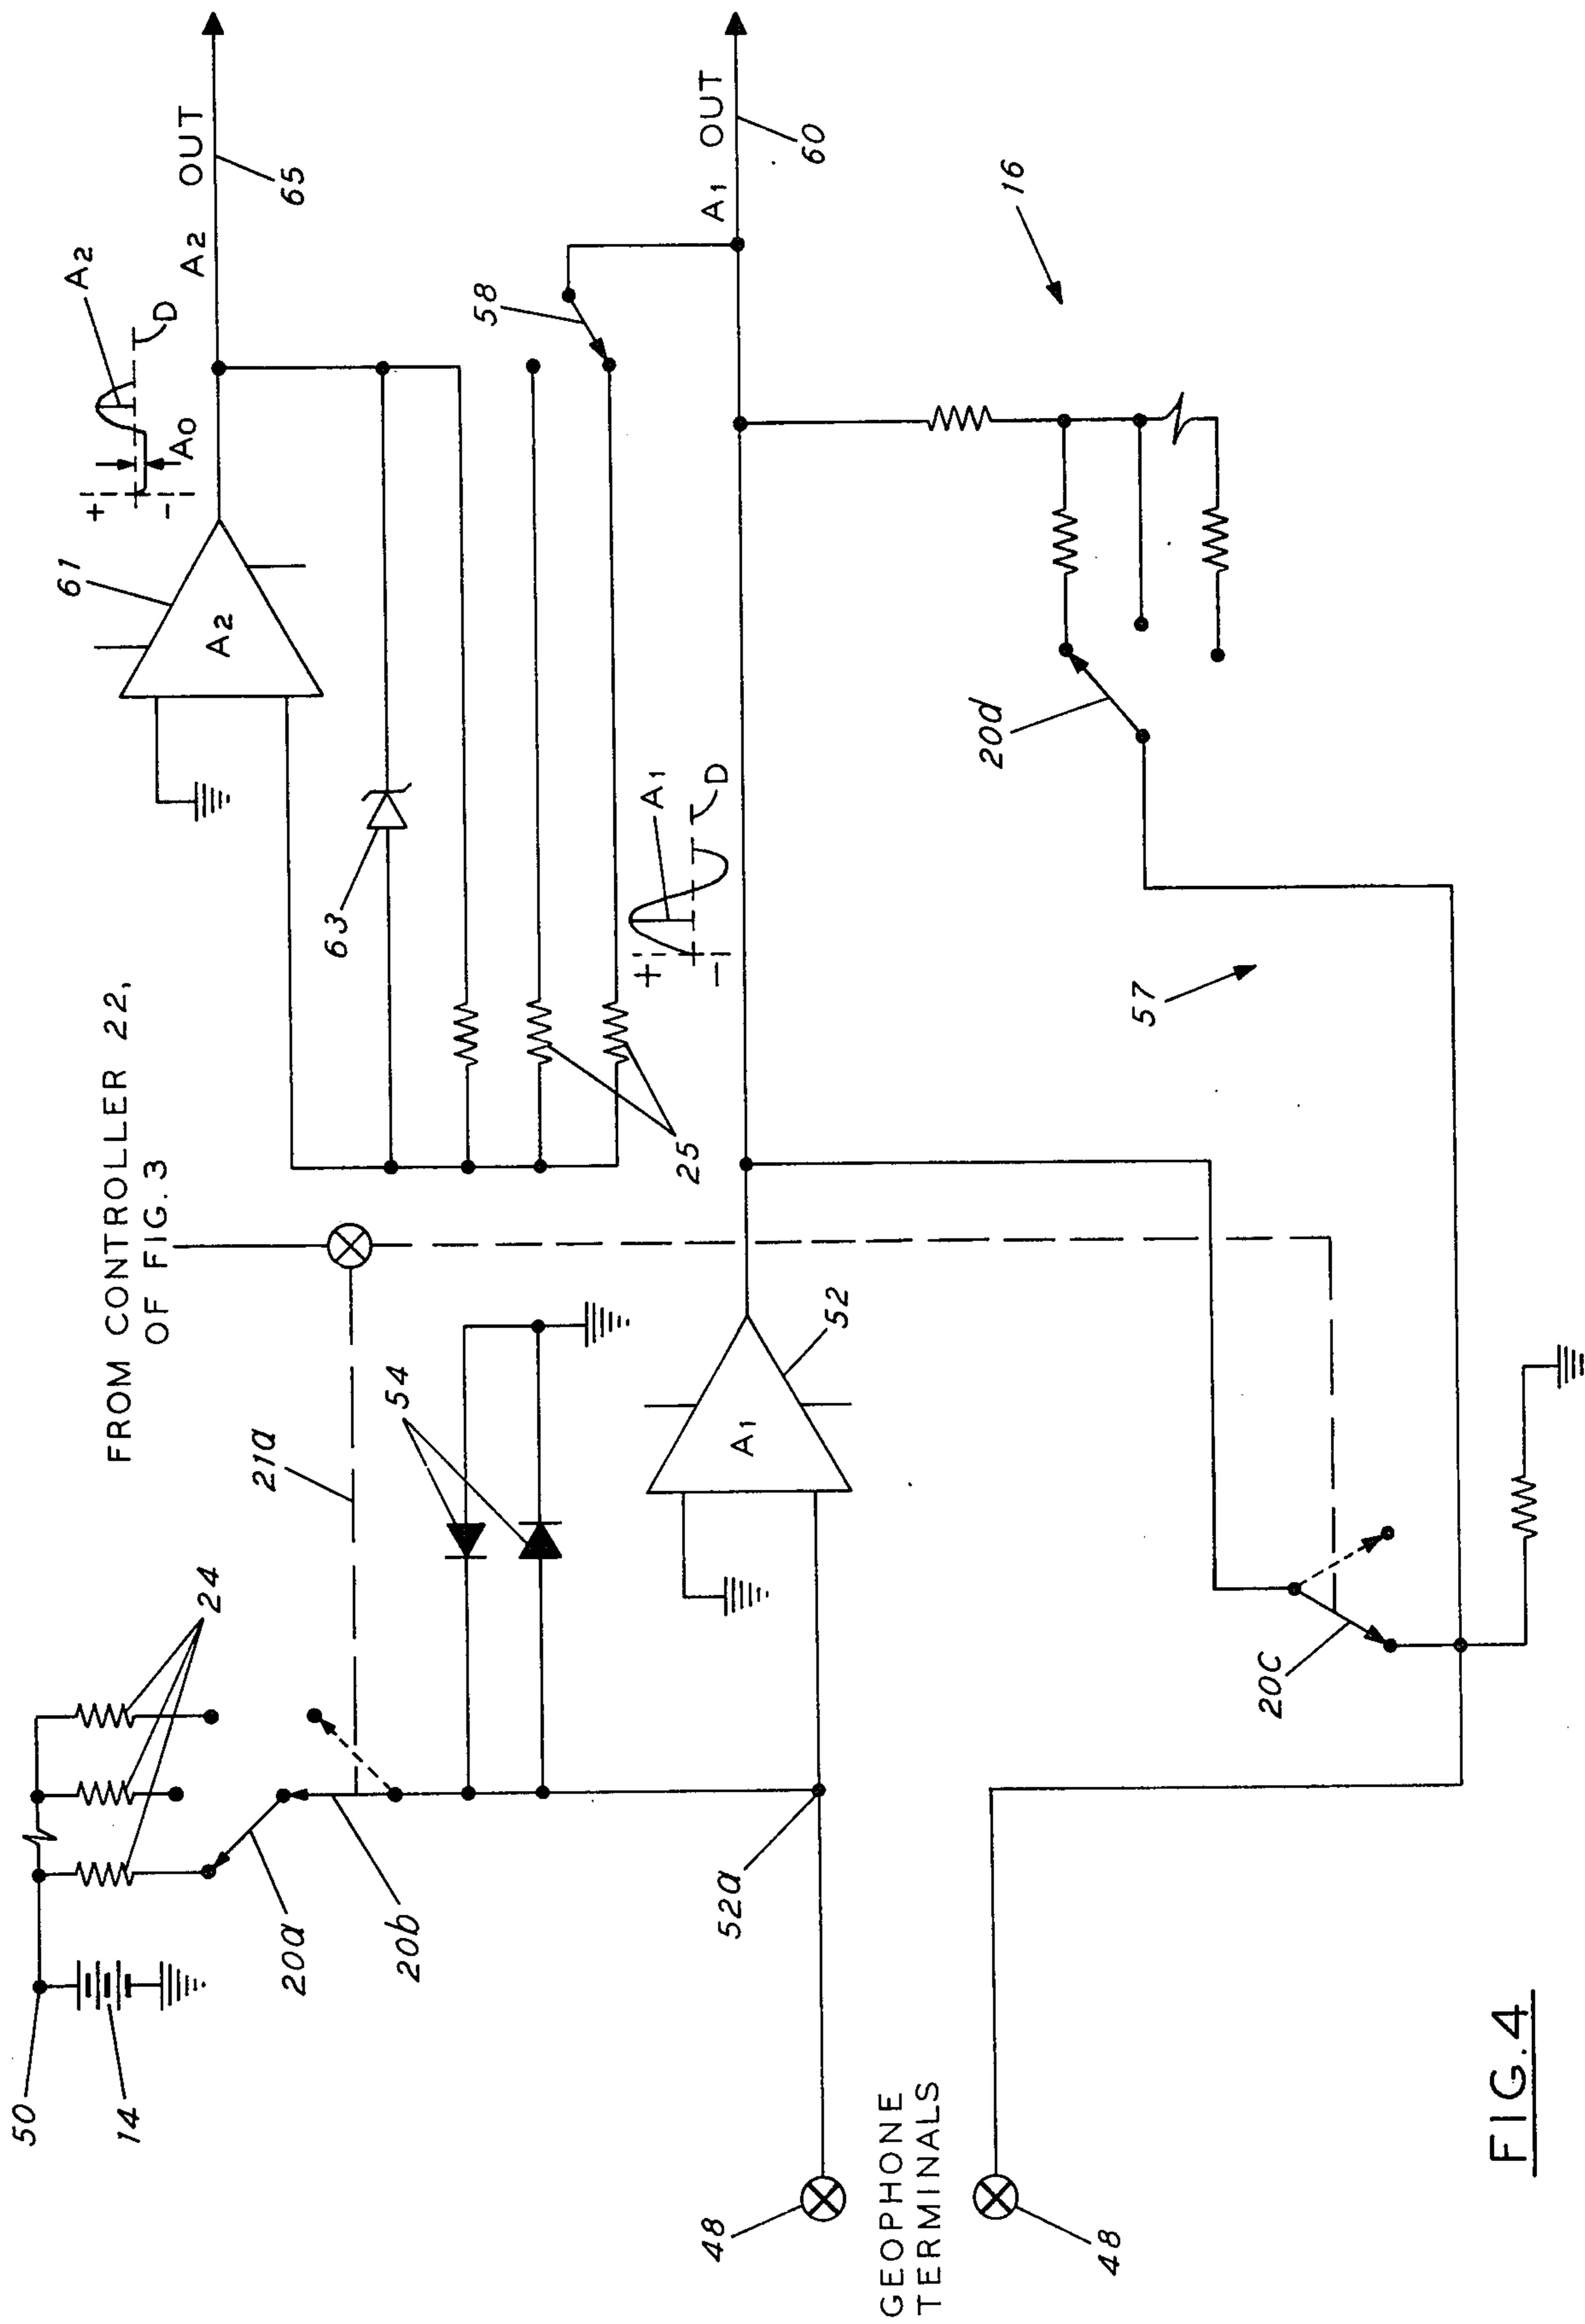 A2 OUT
65
A2
D
A0
+
-
61
A2
58
A1 OUT
60
16
63
25
A1
D
+
-
20d
57
FROM CONTROLLER 22,
OF FIG. 3
21a
54
A1
52
24
50
14
20a
20b
52a
20c
48
GEOPHONE
TERMINALS
48
FIG.4